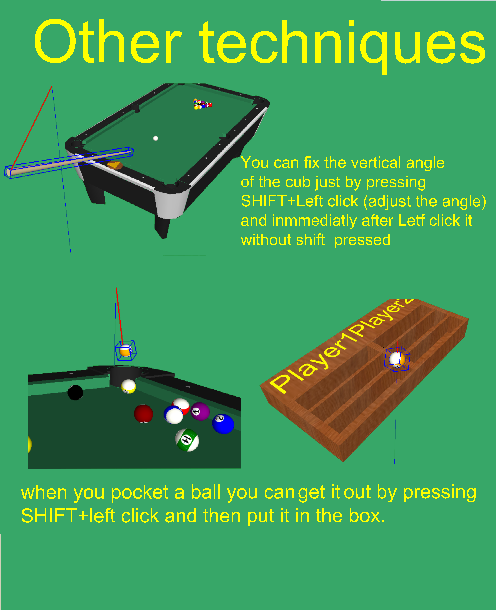 Other techniques
You can fix the vertical angle
of the cub just by pressing
SHIFT+Left click (adjust the angle)
and inmmediatly after Letf click it
without shift pressed
Player1Player2
when you pocket a ball you can get it out by pressing
SHIFT+left click and then put it in the box.